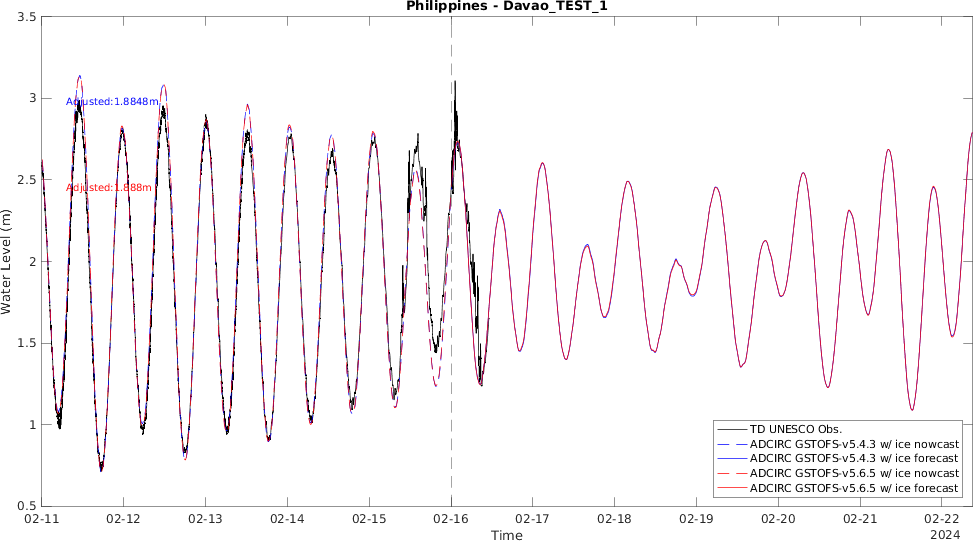 Philippines - Davao_TEST_1
3.5
3
2.5
2
1.5
1
0.5
Water Level (m)
Adjusted:1.8848m
Adjusted:1.888m
TD UNESCO Obs.
ADCIRC GSTOFS-v5.4.3 w/ ice nowcast
ADCIRC GSTOFS-v5.4.3 w/ ice forecast
ADCIRC GSTOFS-v5.6.5 w/ ice nowcast
ADCIRC GSTOFS-v5.6.5 w/ ice forecast
02-11 02-12 02-13 02-14 02-15 02-16 02-17 02-18 02-19 02-20 02-21 02-22
Time
2024